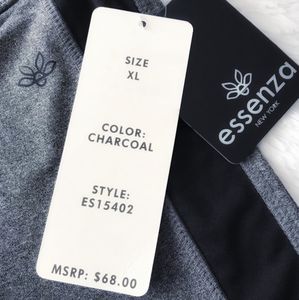 SIZE
XL
COLOR:
CHARCOAL
STYLE:
ES15402
MSRP: $68.00
essenza
NEW YORK